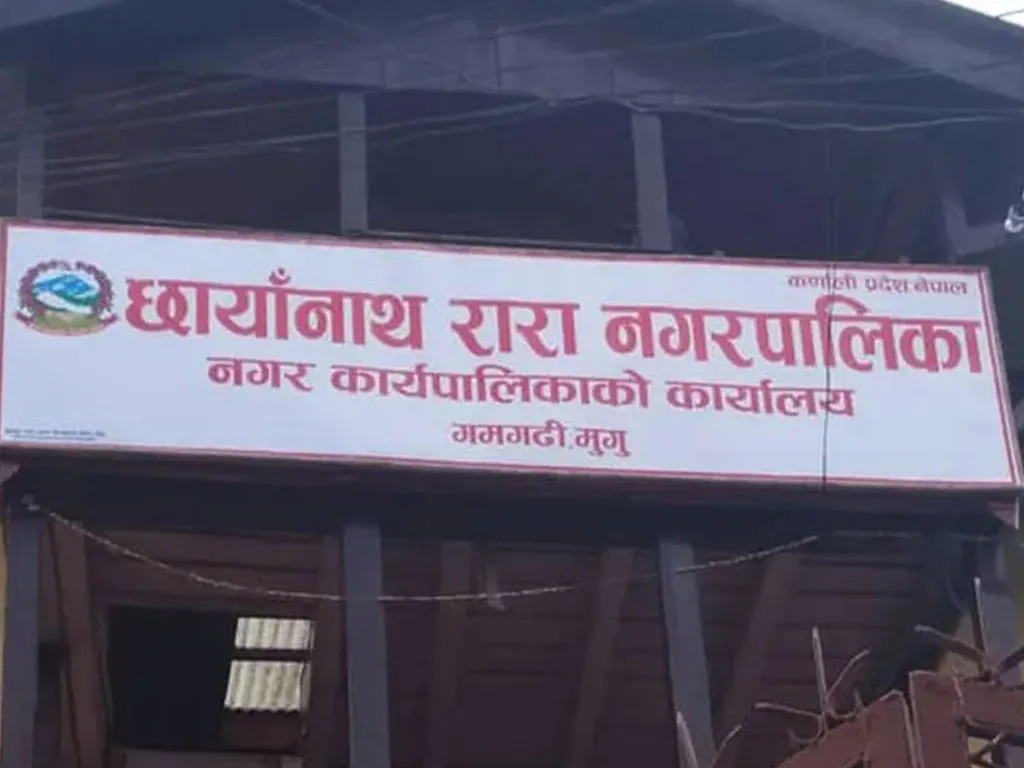 कर्णाली प्रदेश, नेपाल
छायाँनाथ रारा नगरपालिका
नगर कार्यपालिकाको कार्यालय
गमगढी, मुगु